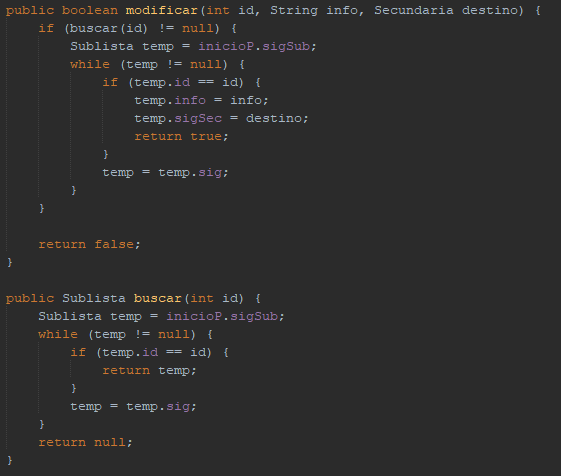 public boolean modificar(int id, String info, Secundaria destino) {
    if (buscar(id) != null) {
        Sublista temp = inicioP.sigSub;
        while (temp != null) {
            if (temp.id == id) {
                temp.info = info;
                temp.sigSec = destino;
                return true;
            }
            temp = temp.sig;
        }
    }

    return false;
}

public Sublista buscar(int id) {
    Sublista temp = inicioP.sigSub;
    while (temp != null) {
        if (temp.id == id) {
            return temp;
        }
        temp = temp.sig;
    }
    return null;
}